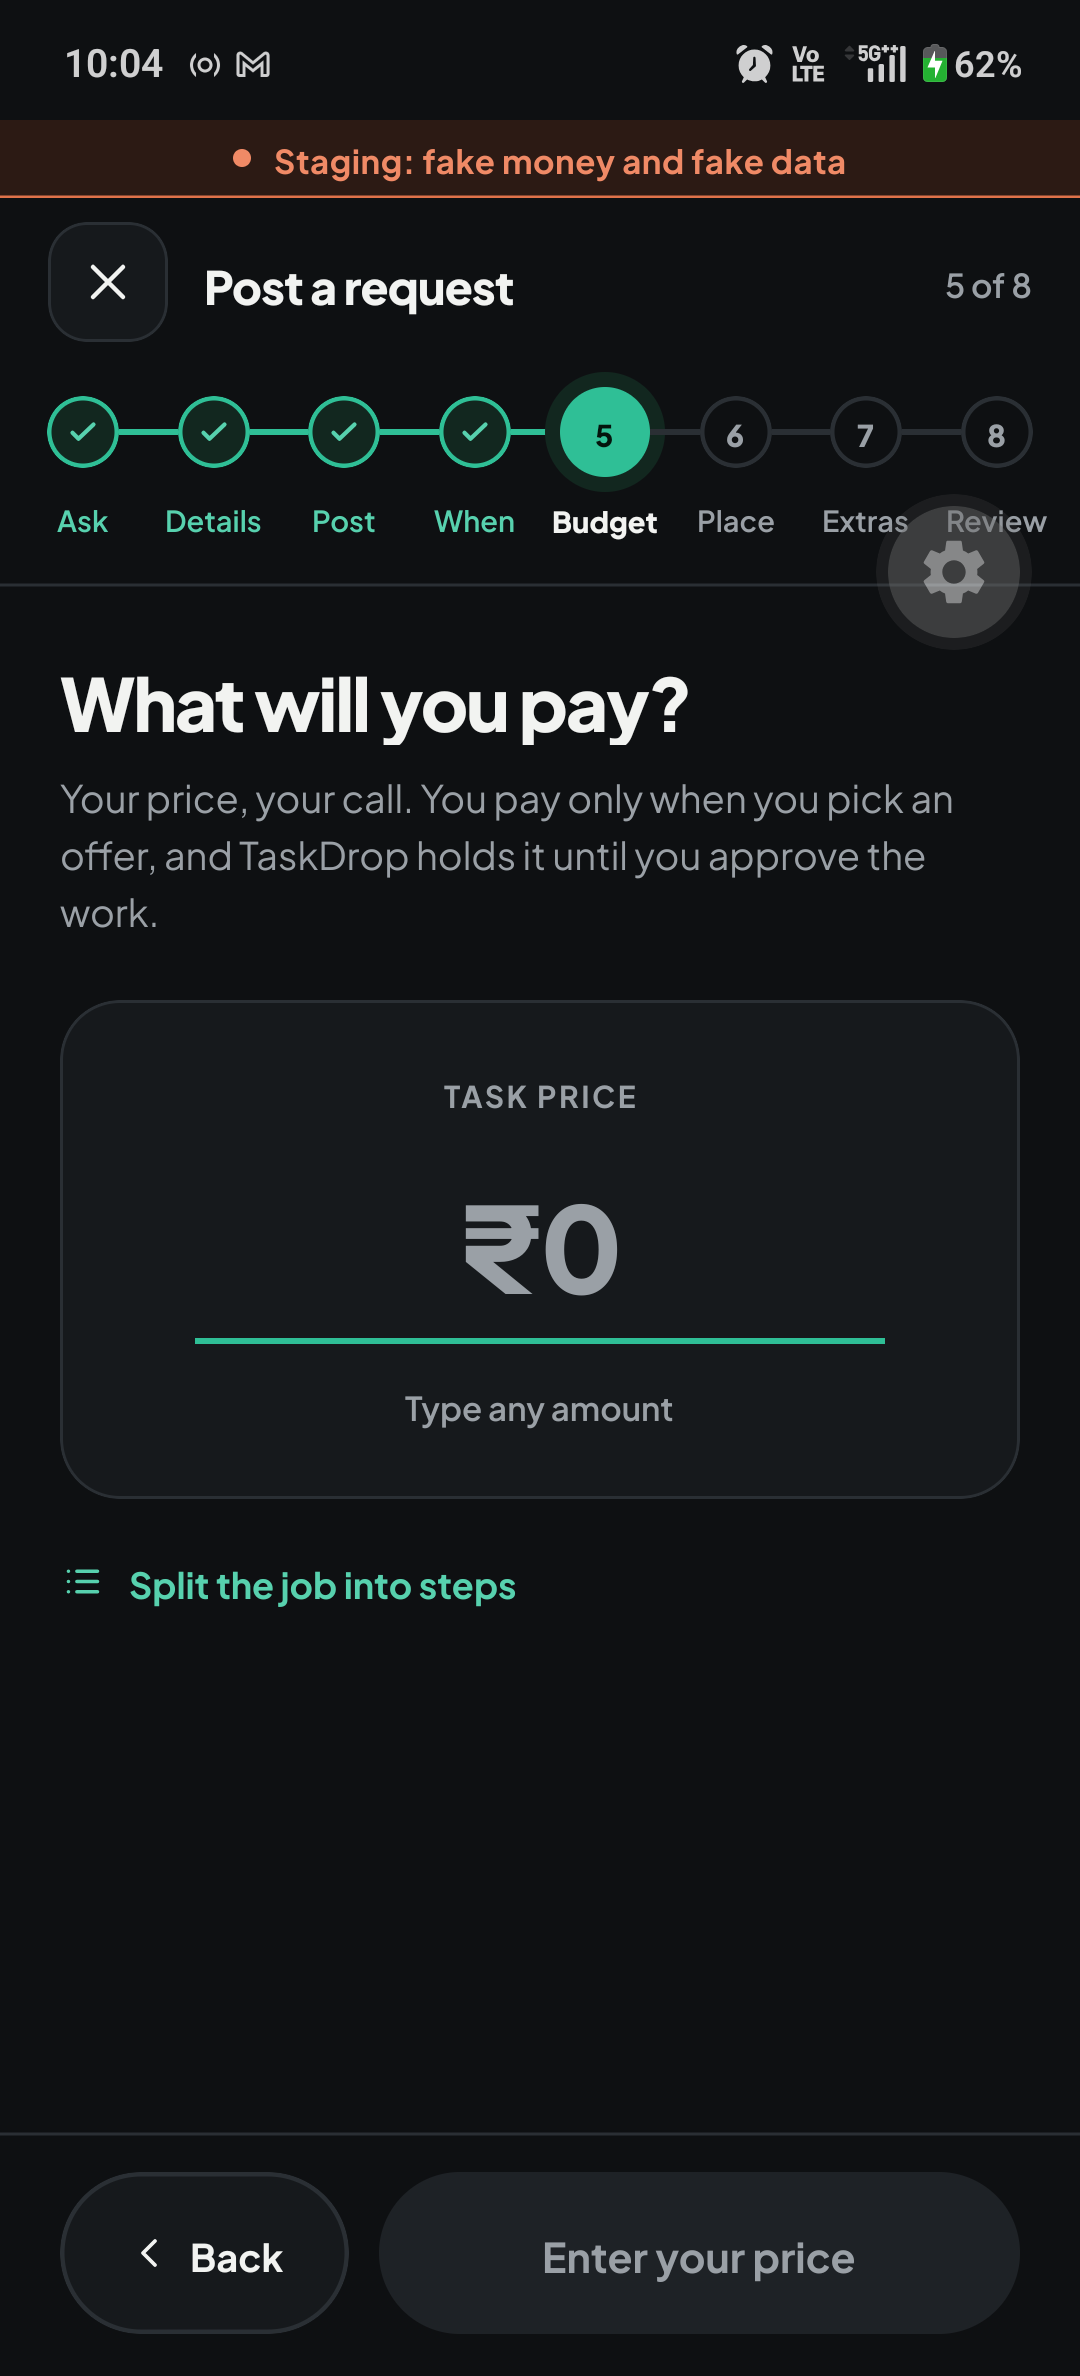 10:04
Vo
LTE
5G++
62%
Staging: fake money and fake data
Post a request
5 of 8
5
6
7
8
Ask
Details
Post
When
Budget
Place
Extras
Review
What will you pay?
Your price, your call. You pay only when you pick an
offer, and TaskDrop holds it until you approve the
work.
TASK PRICE
₹0
Type any amount
Split the job into steps
Back
Enter your price